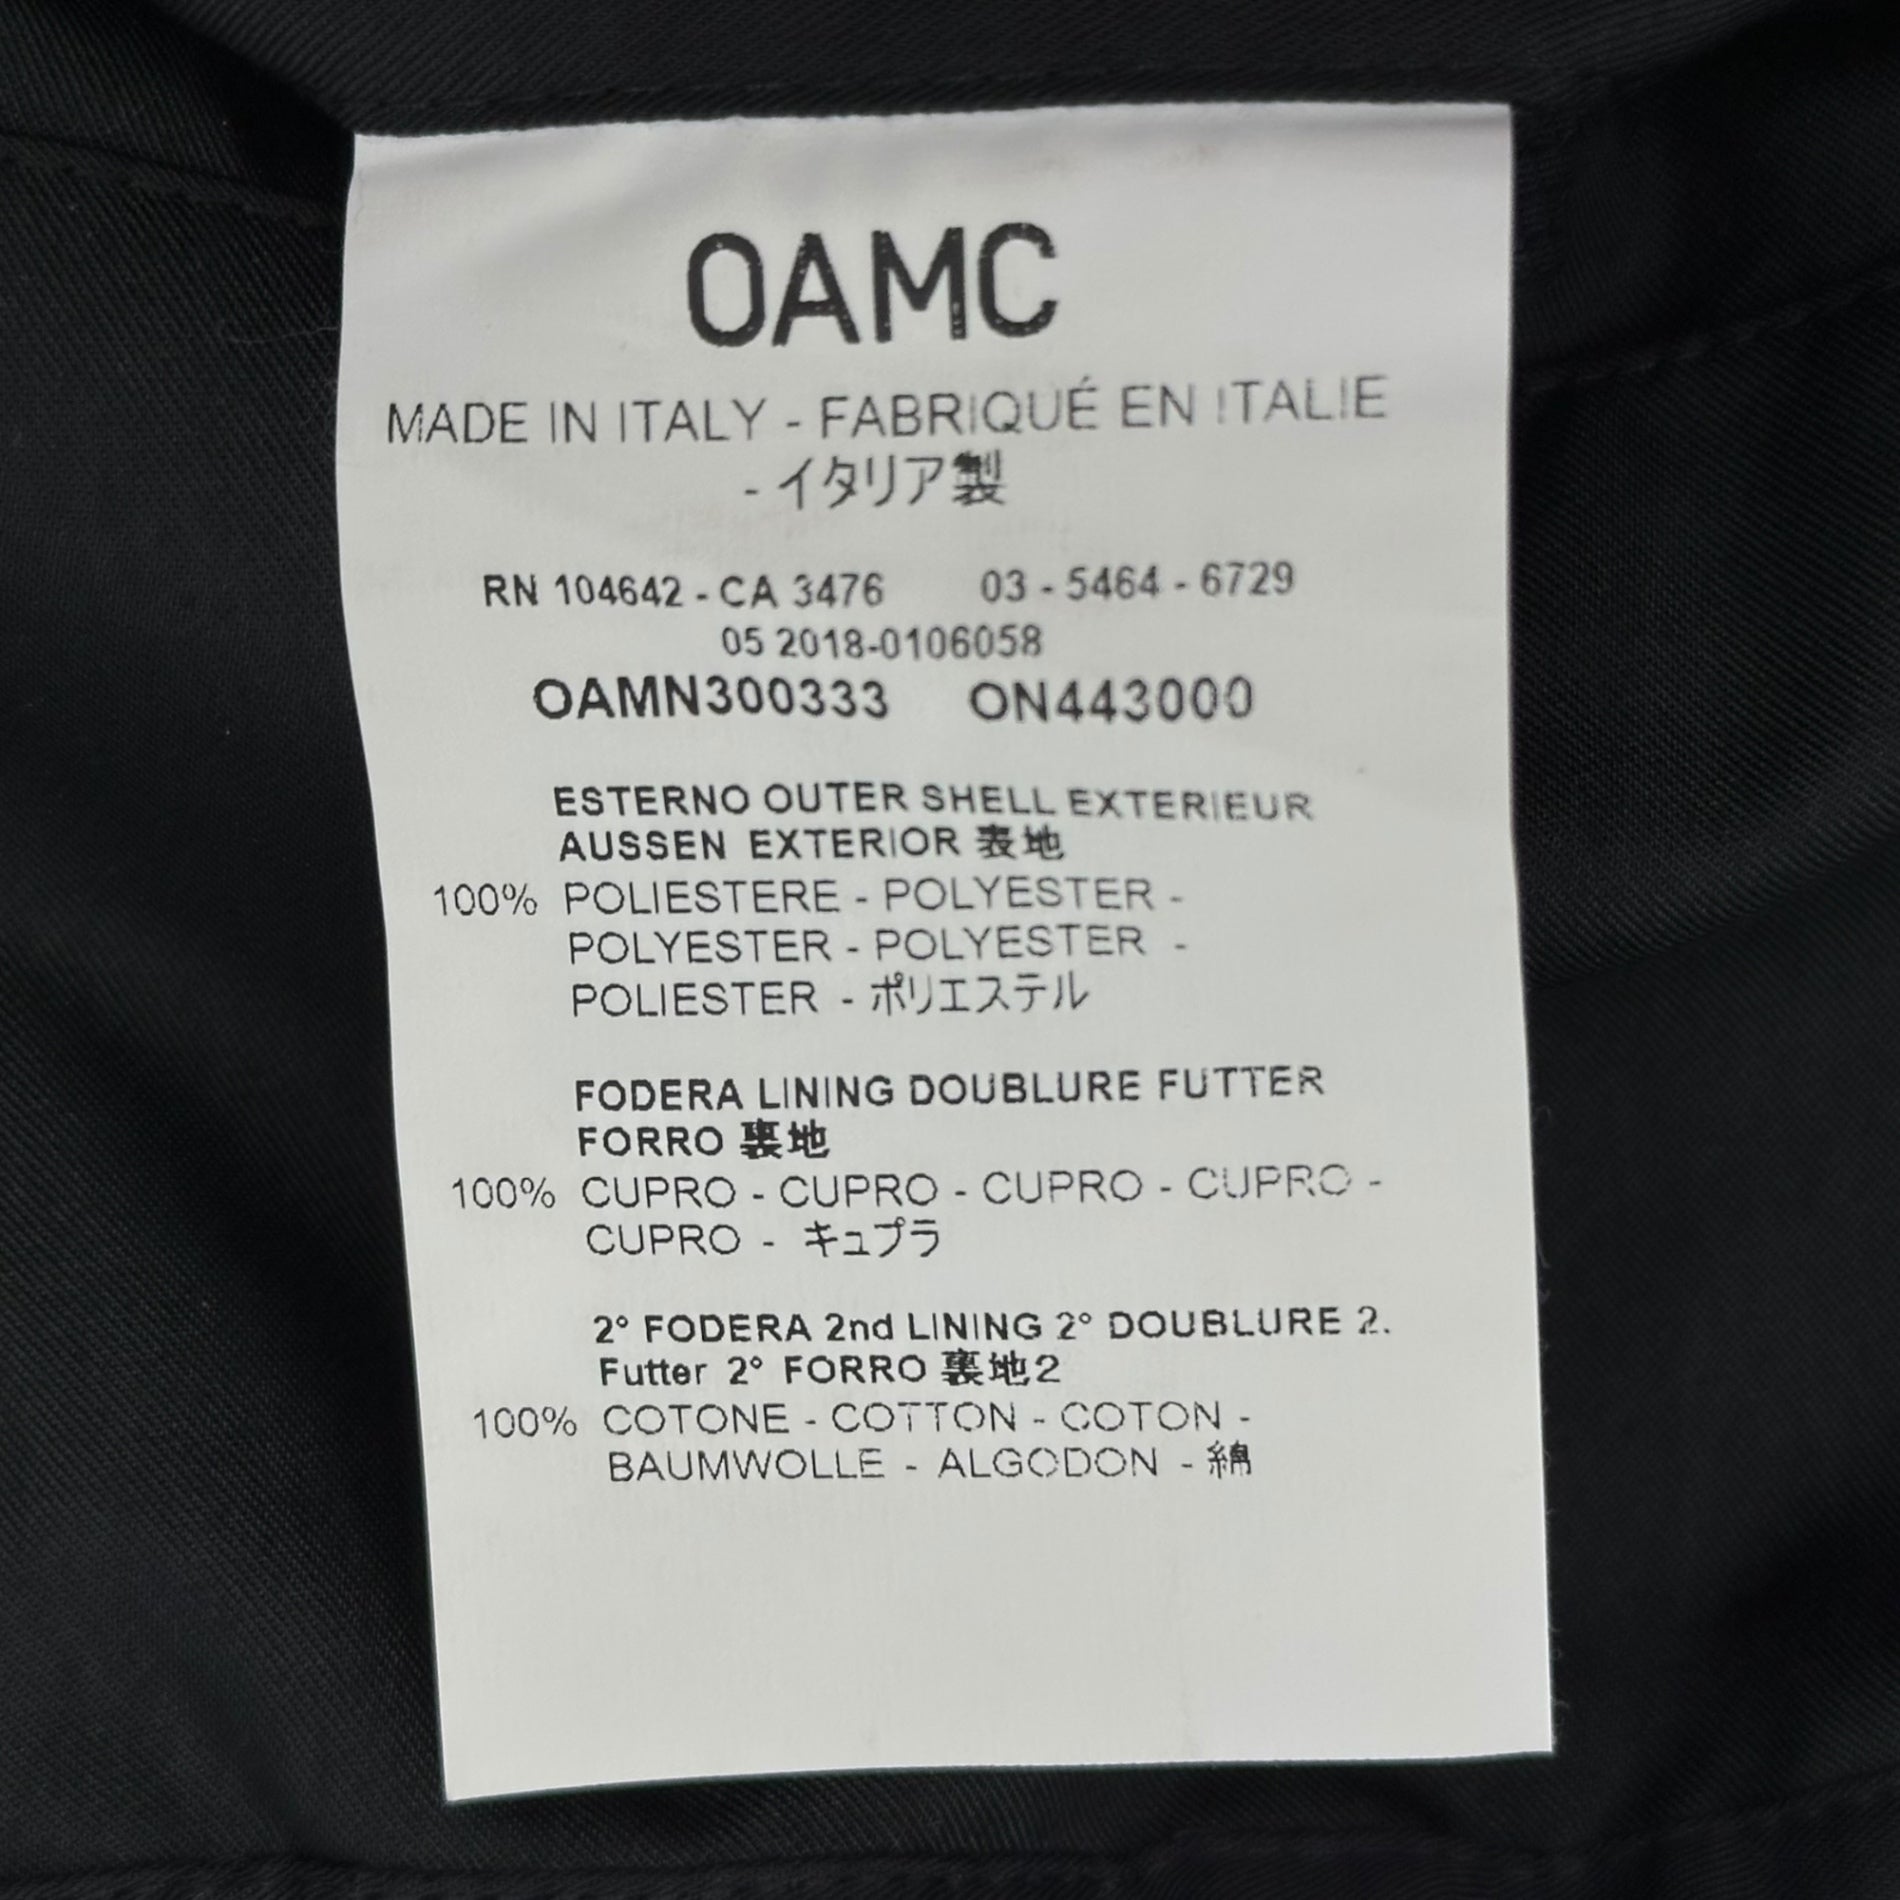 OAMC
MADE IN ITALY - FABRIQUÉ EN ITALIE
- イタリア製
RN 104642 - CA 3476 03 - 5464 - 6729
05 2018-0106058
OAMN300333 ON443000
ESTERNO OUTER SHELL EXTERIEUR
AUSSEN EXTERIOR 表地
100% POLIESTERE - POLYESTER -
POLYESTER - POLYESTER -
POLIESTER - ポリエステル
FODERA LINING DOUBLURE FUTTER
FORRO 裏地
100% CUPRO - CUPRO - CUPRO - CUPRO -
CUPRO - キュプラ
2° FODERA 2nd LINING 2° DOUBLURE 2.
Futter 2° FORRO 裏地2
100% COTONE - COTTON - COTON -
BAUMWOLLE - ALGODON - 綿